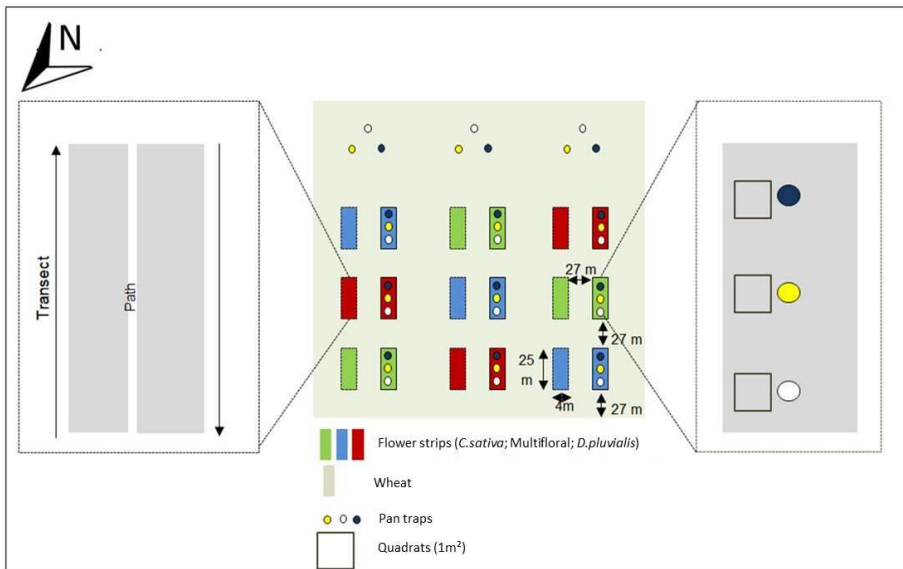 N
Transect
Path
27 m
27 m
25
m
4m
27 m
Flower strips (C.sativa; Multifloral; D.pluvialis)
Wheat
Pan traps
Quadrats (1m²)